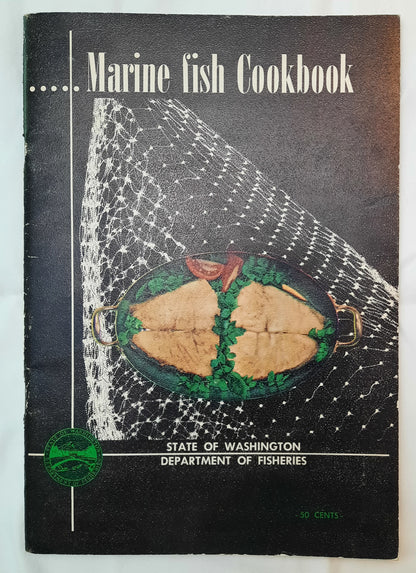 ..... Marine fish Cookbook
STATE OF WASHINGTON
DEPARTMENT OF FISHERIES
- 50 CENTS -